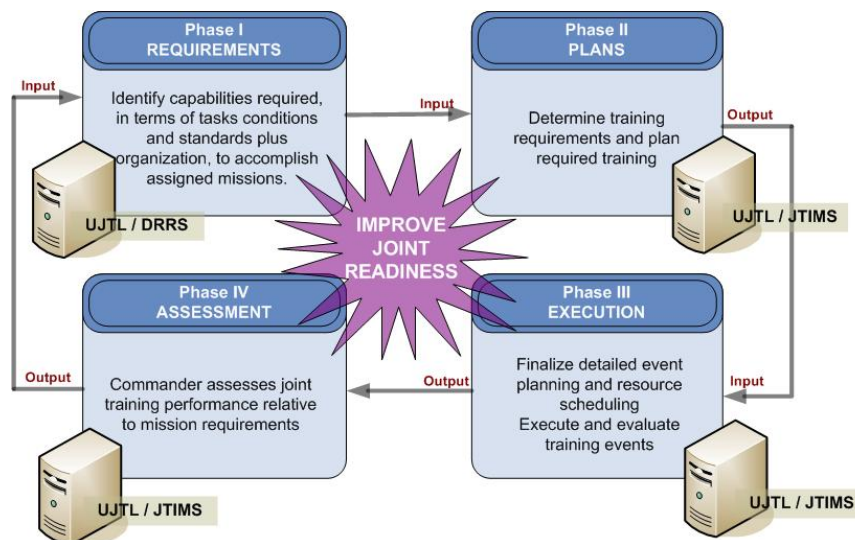 Phase I
REQUIREMENTS
Input
Identify capabilities required,
in terms of tasks conditions
and standards plus
organization, to accomplish
assigned missions.
UJTL / DRRS
Input
Phase II
PLANS
Output
Determine training
requirements and plan
required training
UJTL / JTIMS
IMPROVE
JOINT
READINESS
Phase III
EXECUTION
Input
Finalize detailed event
planning and resource
scheduling
Execute and evaluate
training events
UJTL / JTIMS
Output
Phase IV
ASSESSMENT
Output
Commander assesses joint
training performance relative
to mission requirements
UJTL / JTIMS